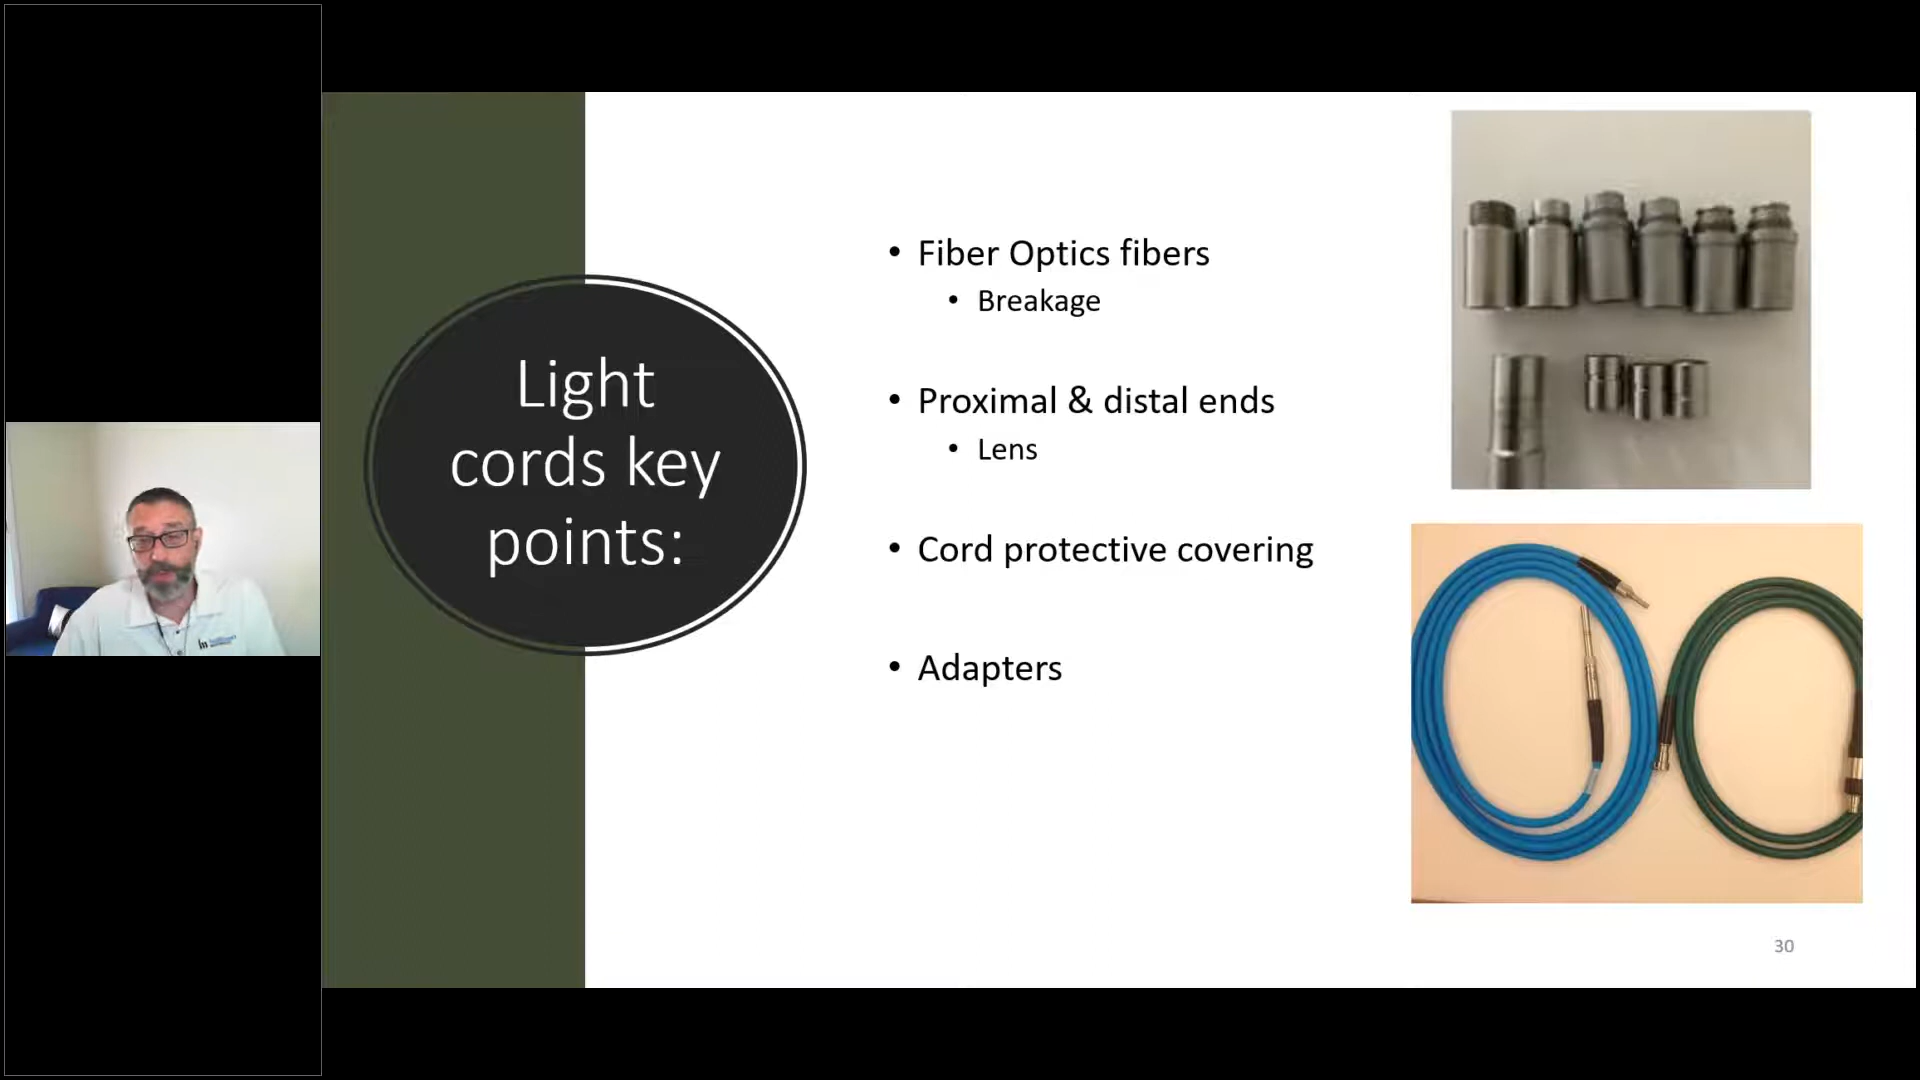 Light
cords key
points:
• Fiber Optics fibers
• Breakage
• Proximal & distal ends
• Lens
• Cord protective covering
• Adapters
30